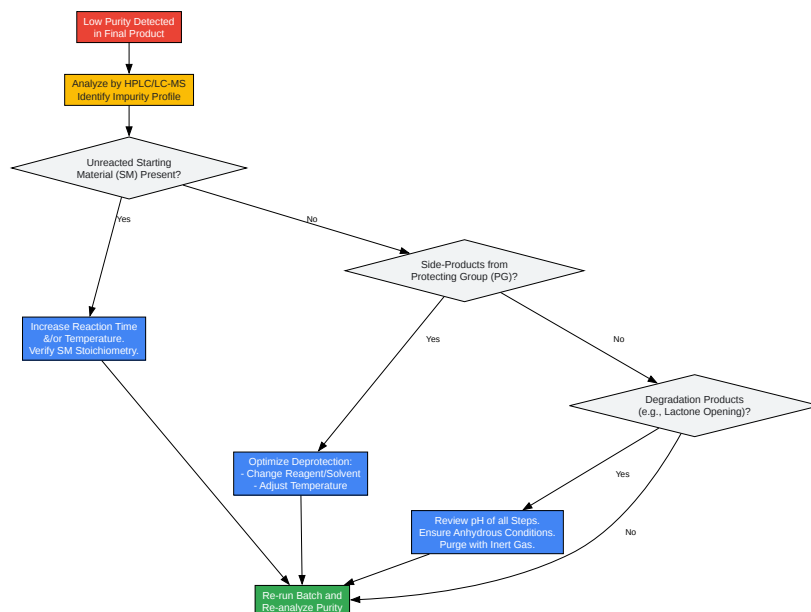 Low Purity Detected
in Final Product
Analyze by HPLC/LC-MS
Identify Impurity Profile
Unreacted Starting
Material (SM) Present?
Yes
No
Side-Products from
Protecting Group (PG)?
Increase Reaction Time
&/or Temperature.
Verify SM Stoichiometry.
Yes
No
Degradation Products
(e.g., Lactone Opening)?
Optimize Deprotection:
- Change Reagent/Solvent
- Adjust Temperature
Yes
Review pH of all Steps.
Ensure Anhydrous Conditions.
Purge with Inert Gas.
No
Re-run Batch and
Re-analyze Purity